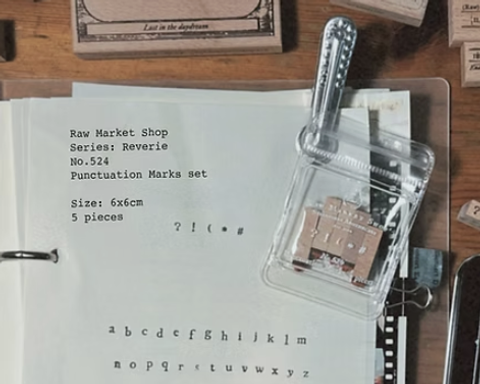 Lost in the daydream
Raw Market Shop
Series: Reverie
No.524
Punctuation Marks set
Size: 6x6cm
5 pieces
? ! ( * #
a b c d e f g h i j k l m
n o p q r s t u v w x y z